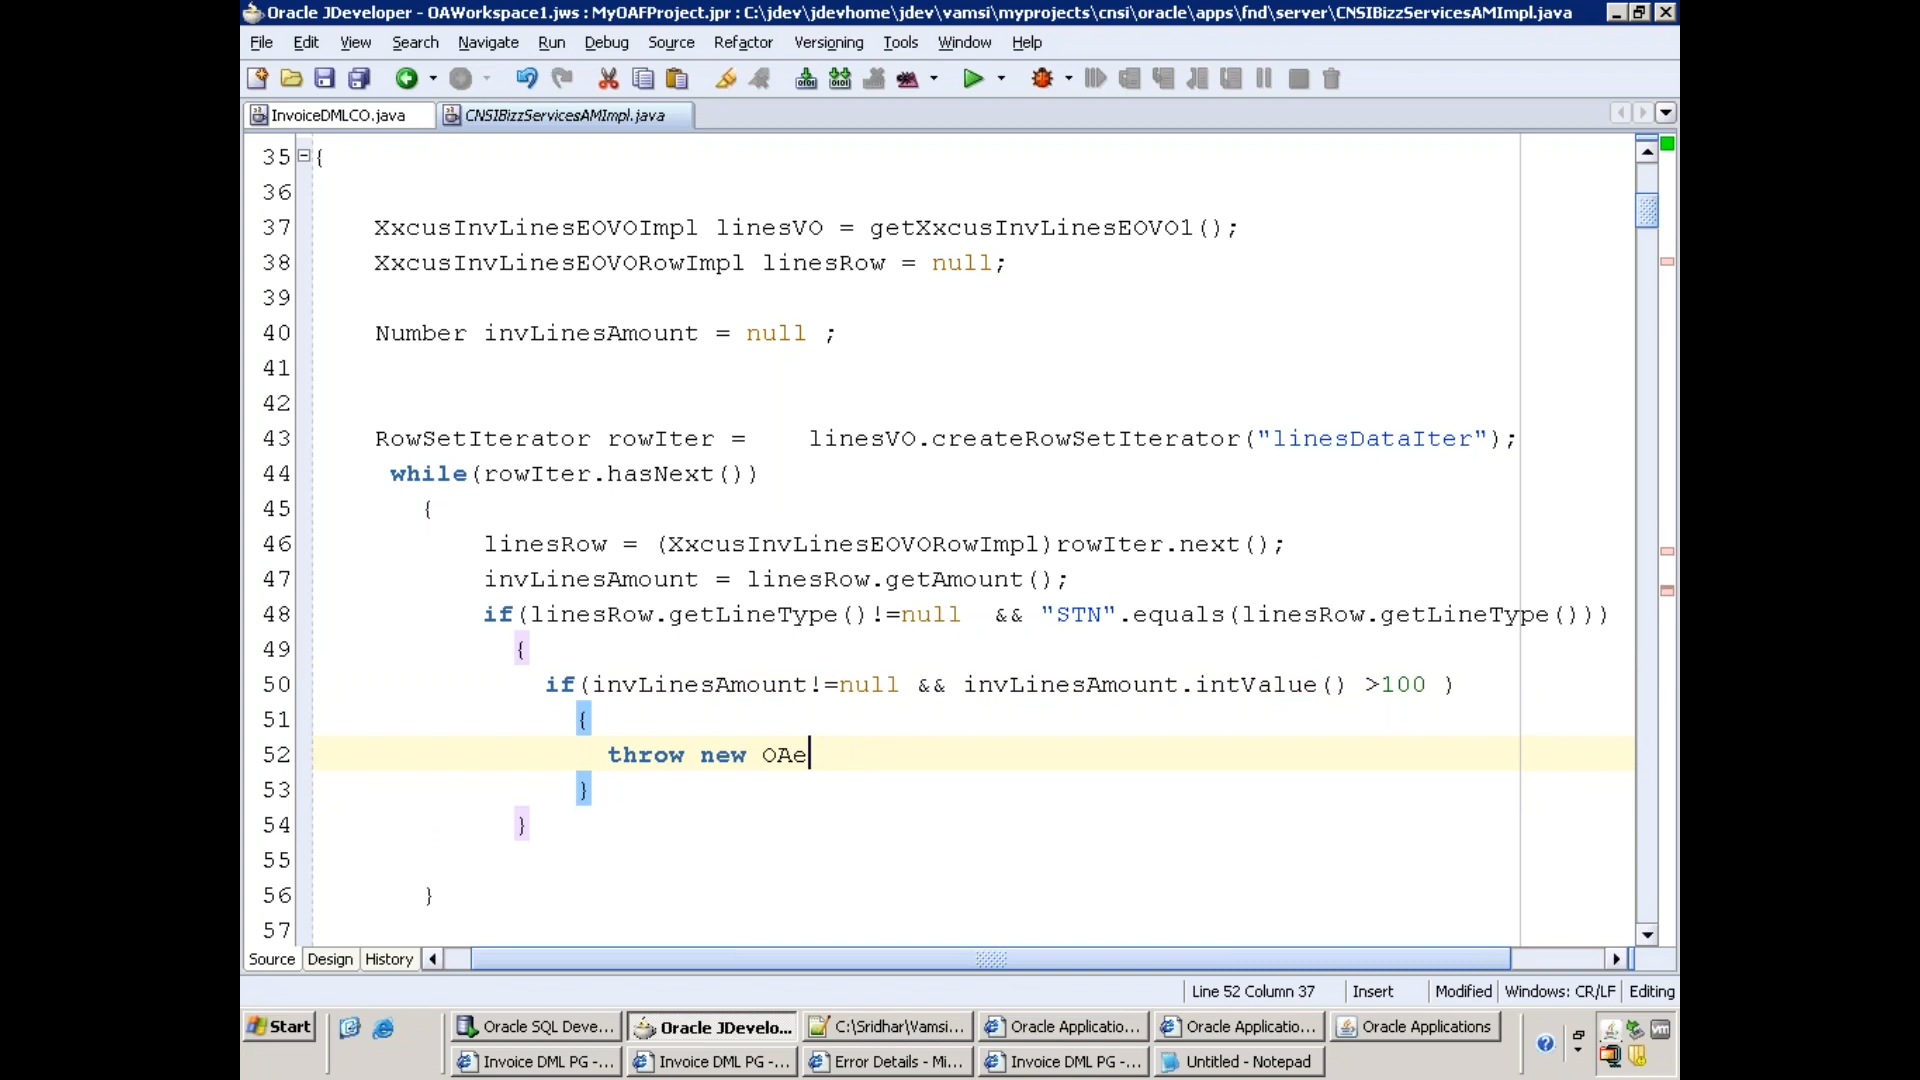 Oracle JDeveloper - OAWorkspace1.jws : MyOAFProject.jpr : C:\jdev\jdevhome\jdev\vamsi\myprojects\cnsi\oracle\apps\fnd\server\CNSIBizzServicesAMImpl.java
File Edit View Search Navigate Run Debug Source Refactor Versioning Tools Window Help
InvoiceDMLCO.java CNSIBizzServicesAMImpl.java
35 {
36
37 XxcusInvLinesEOVOImpl linesVO = getXxcusInvLinesEOVO1();
38 XxcusInvLinesEOVORowImpl linesRow = null;
39
40 Number invLinesAmount = null ;
41
42
43 RowSetIterator rowIter = linesVO.createRowSetIterator("linesDataIter");
44 while(rowIter.hasNext())
45 {
46 linesRow = (XxcusInvLinesEOVORowImpl)rowIter.next();
47 invLinesAmount = linesRow.getAmount();
48 if(linesRow.getLineType()!=null && "STN".equals(linesRow.getLineType()))
49 {
50 if(invLinesAmount!=null && invLinesAmount.intValue() >100 )
51 {
52 throw new OAe
53 }
54 }
55
56 }
57
Source Design History
Line 52 Column 37 Insert Modified Windows: CR/LF Editing
Start Oracle SQL Deve... Oracle JDevelo... C:\Sridhar\Vamsi... Oracle Applicatio... Oracle Applicatio... Oracle Applications
Invoice DML PG -... Invoice DML PG -... Error Details - Mi... Invoice DML PG -... Untitled - Notepad